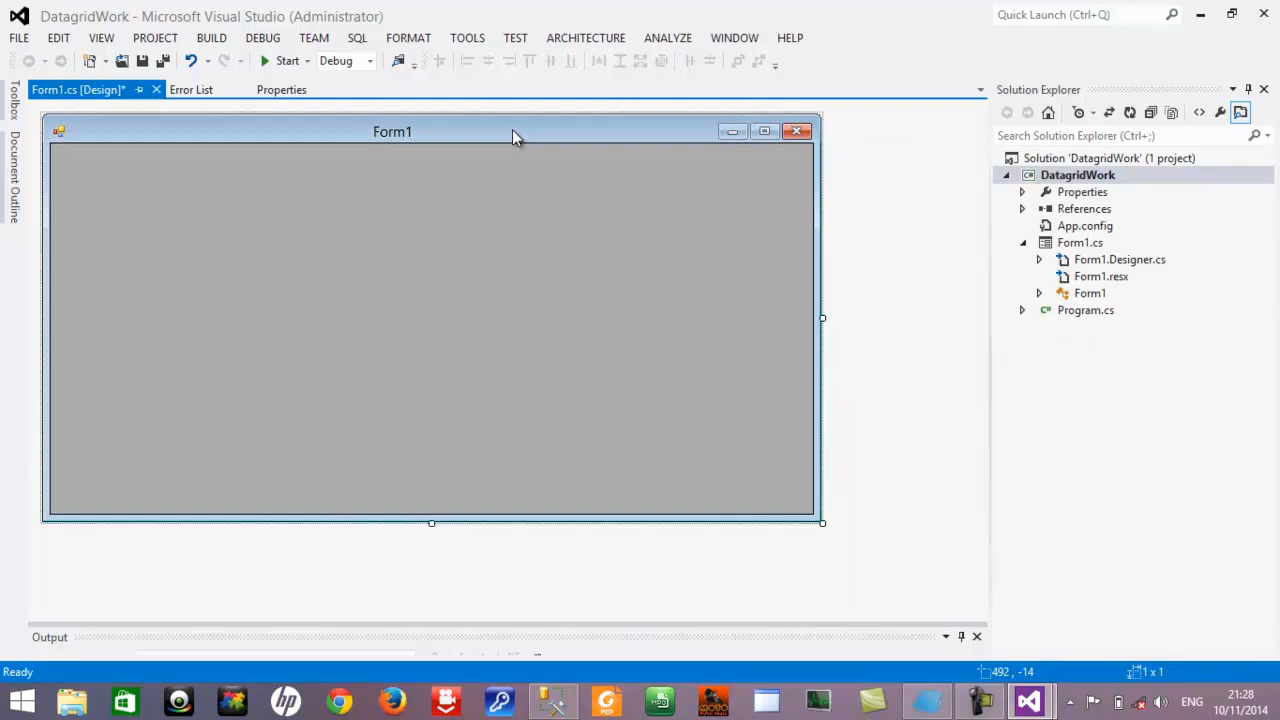 DatagridWork - Microsoft Visual Studio (Administrator)
Quick Launch (Ctrl+Q)
FILE EDIT VIEW PROJECT BUILD DEBUG TEAM SQL FORMAT TOOLS TEST ARCHITECTURE ANALYZE WINDOW HELP
Start Debug
Form1.cs [Design]* Error List Properties
Solution Explorer
Toolbox
Document Outline
Form1
Search Solution Explorer (Ctrl+;)
Solution 'DatagridWork' (1 project)
DatagridWork
Properties
References
App.config
Form1.cs
Form1.Designer.cs
Form1.resx
Form1
Program.cs
Output
Ready
492 , -14
1 x 1
ENG
21:28
10/11/2014